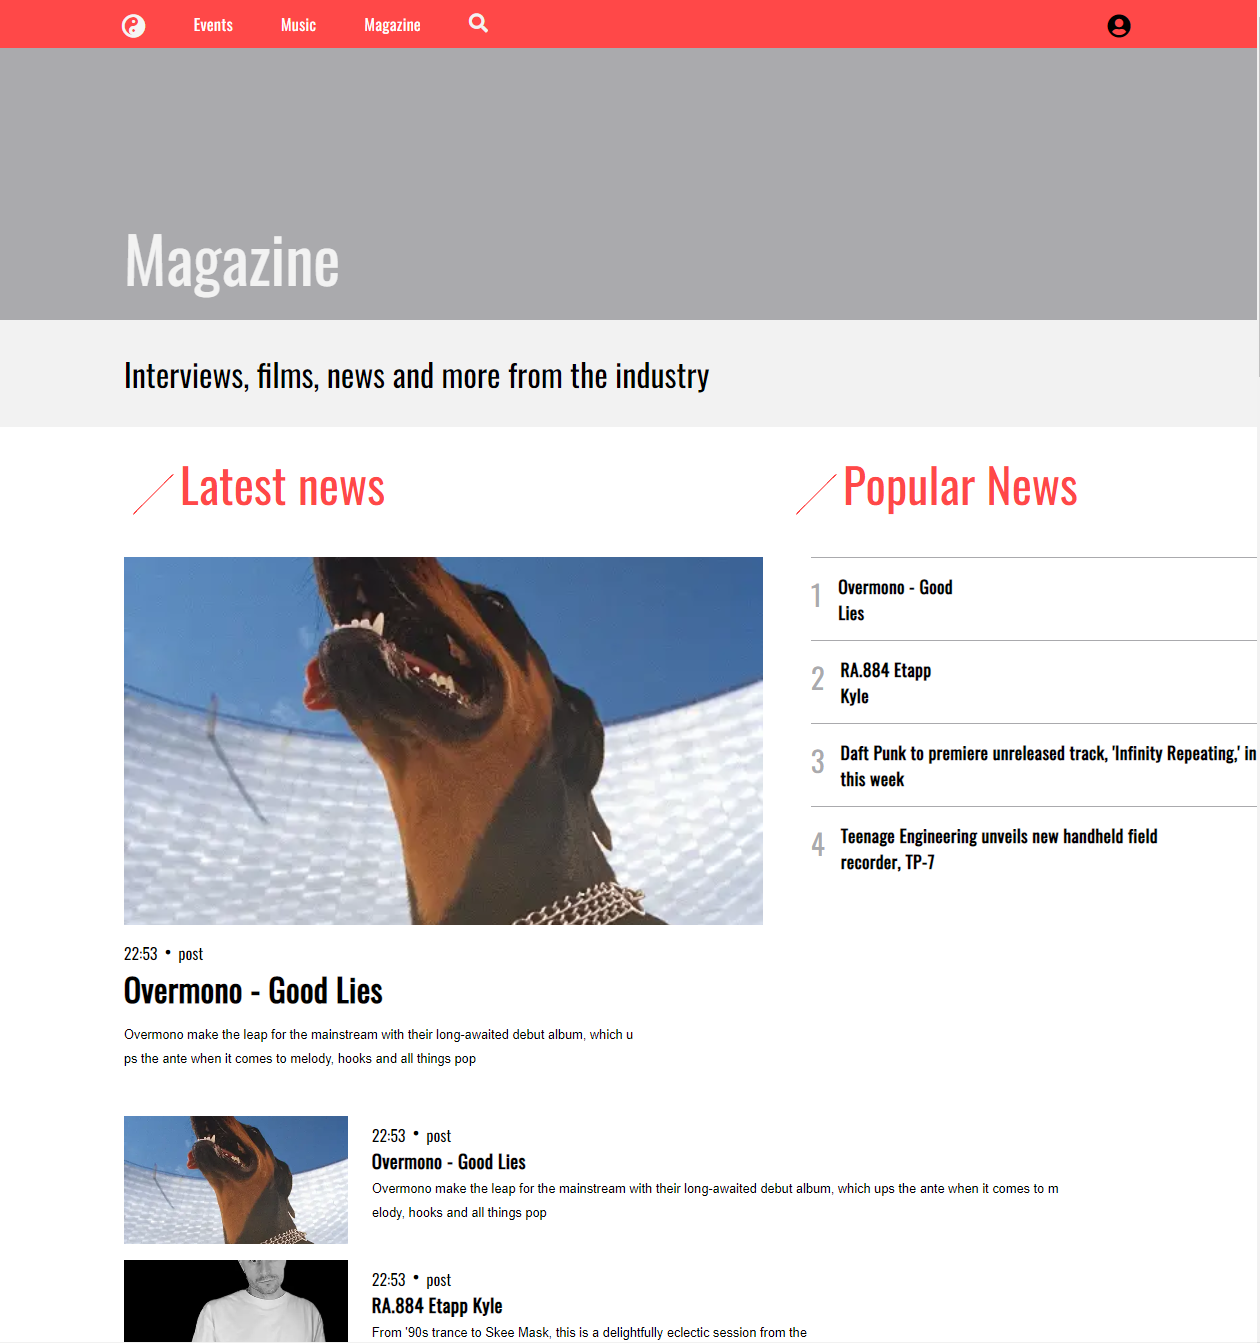 Events Music Magazine
Magazine
Interviews, films, news and more from the industry
Latest news
22:53 • post
Overmono - Good Lies
Overmono make the leap for the mainstream with their long-awaited debut album, which u
ps the ante when it comes to melody, hooks and all things pop
22:53 • post
Overmono - Good Lies
Overmono make the leap for the mainstream with their long-awaited debut album, which ups the ante when it comes to m
elody, hooks and all things pop
22:53 • post
RA.884 Etapp Kyle
From '90s trance to Skee Mask, this is a delightfully eclectic session from the
Popular News
1 Overmono - Good
Lies
2 RA.884 Etapp
Kyle
3 Daft Punk to premiere unreleased track, 'Infinity Repeating,' in
this week
4 Teenage Engineering unveils new handheld field
recorder, TP-7